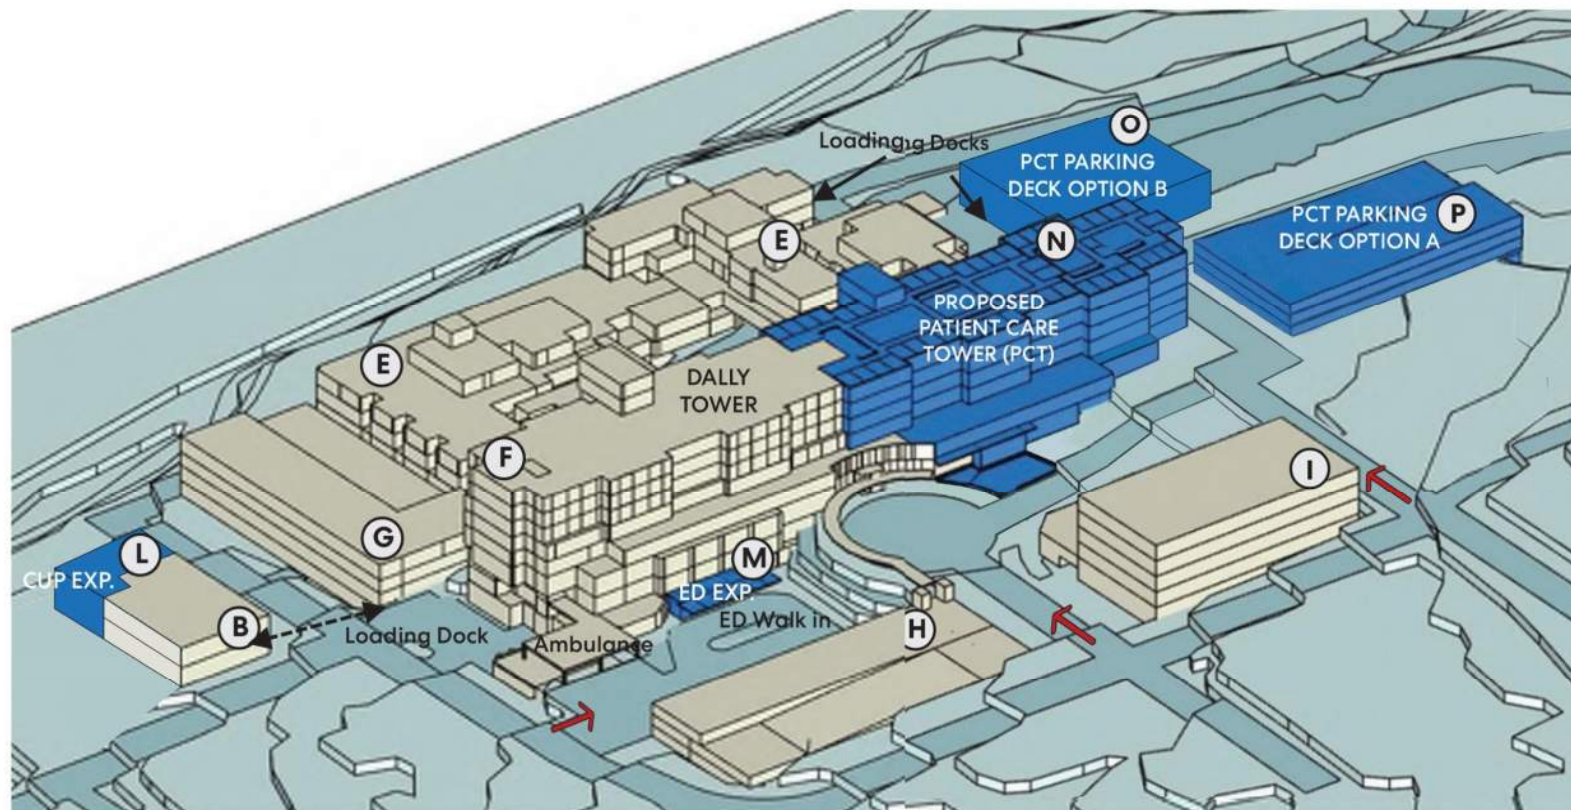 O
Loading
ng Docks
PCT PARKING
DECK OPTION B
PCT PARKING
DECK OPTION A
P
E
N
PROPOSED
PATIENT CARE
TOWER (PCT)
E
DALLY
TOWER
F
I
G
L
M
CUP EXP.
ED EXP.
B
Loading Dock
ED Walk in
H
Ambulance